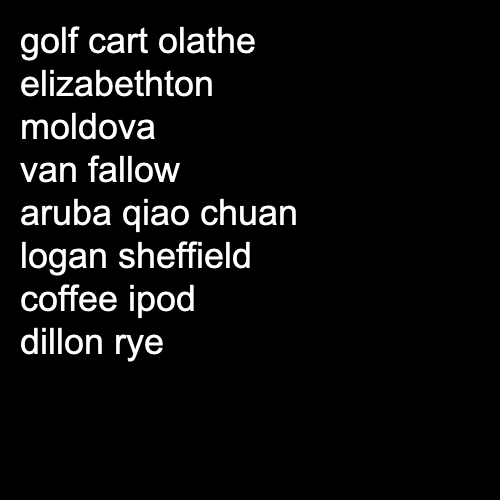 golf cart olathe
elizabethton
moldova
van fallow
aruba qiao chuan
logan sheffield
coffee ipod
dillon rye